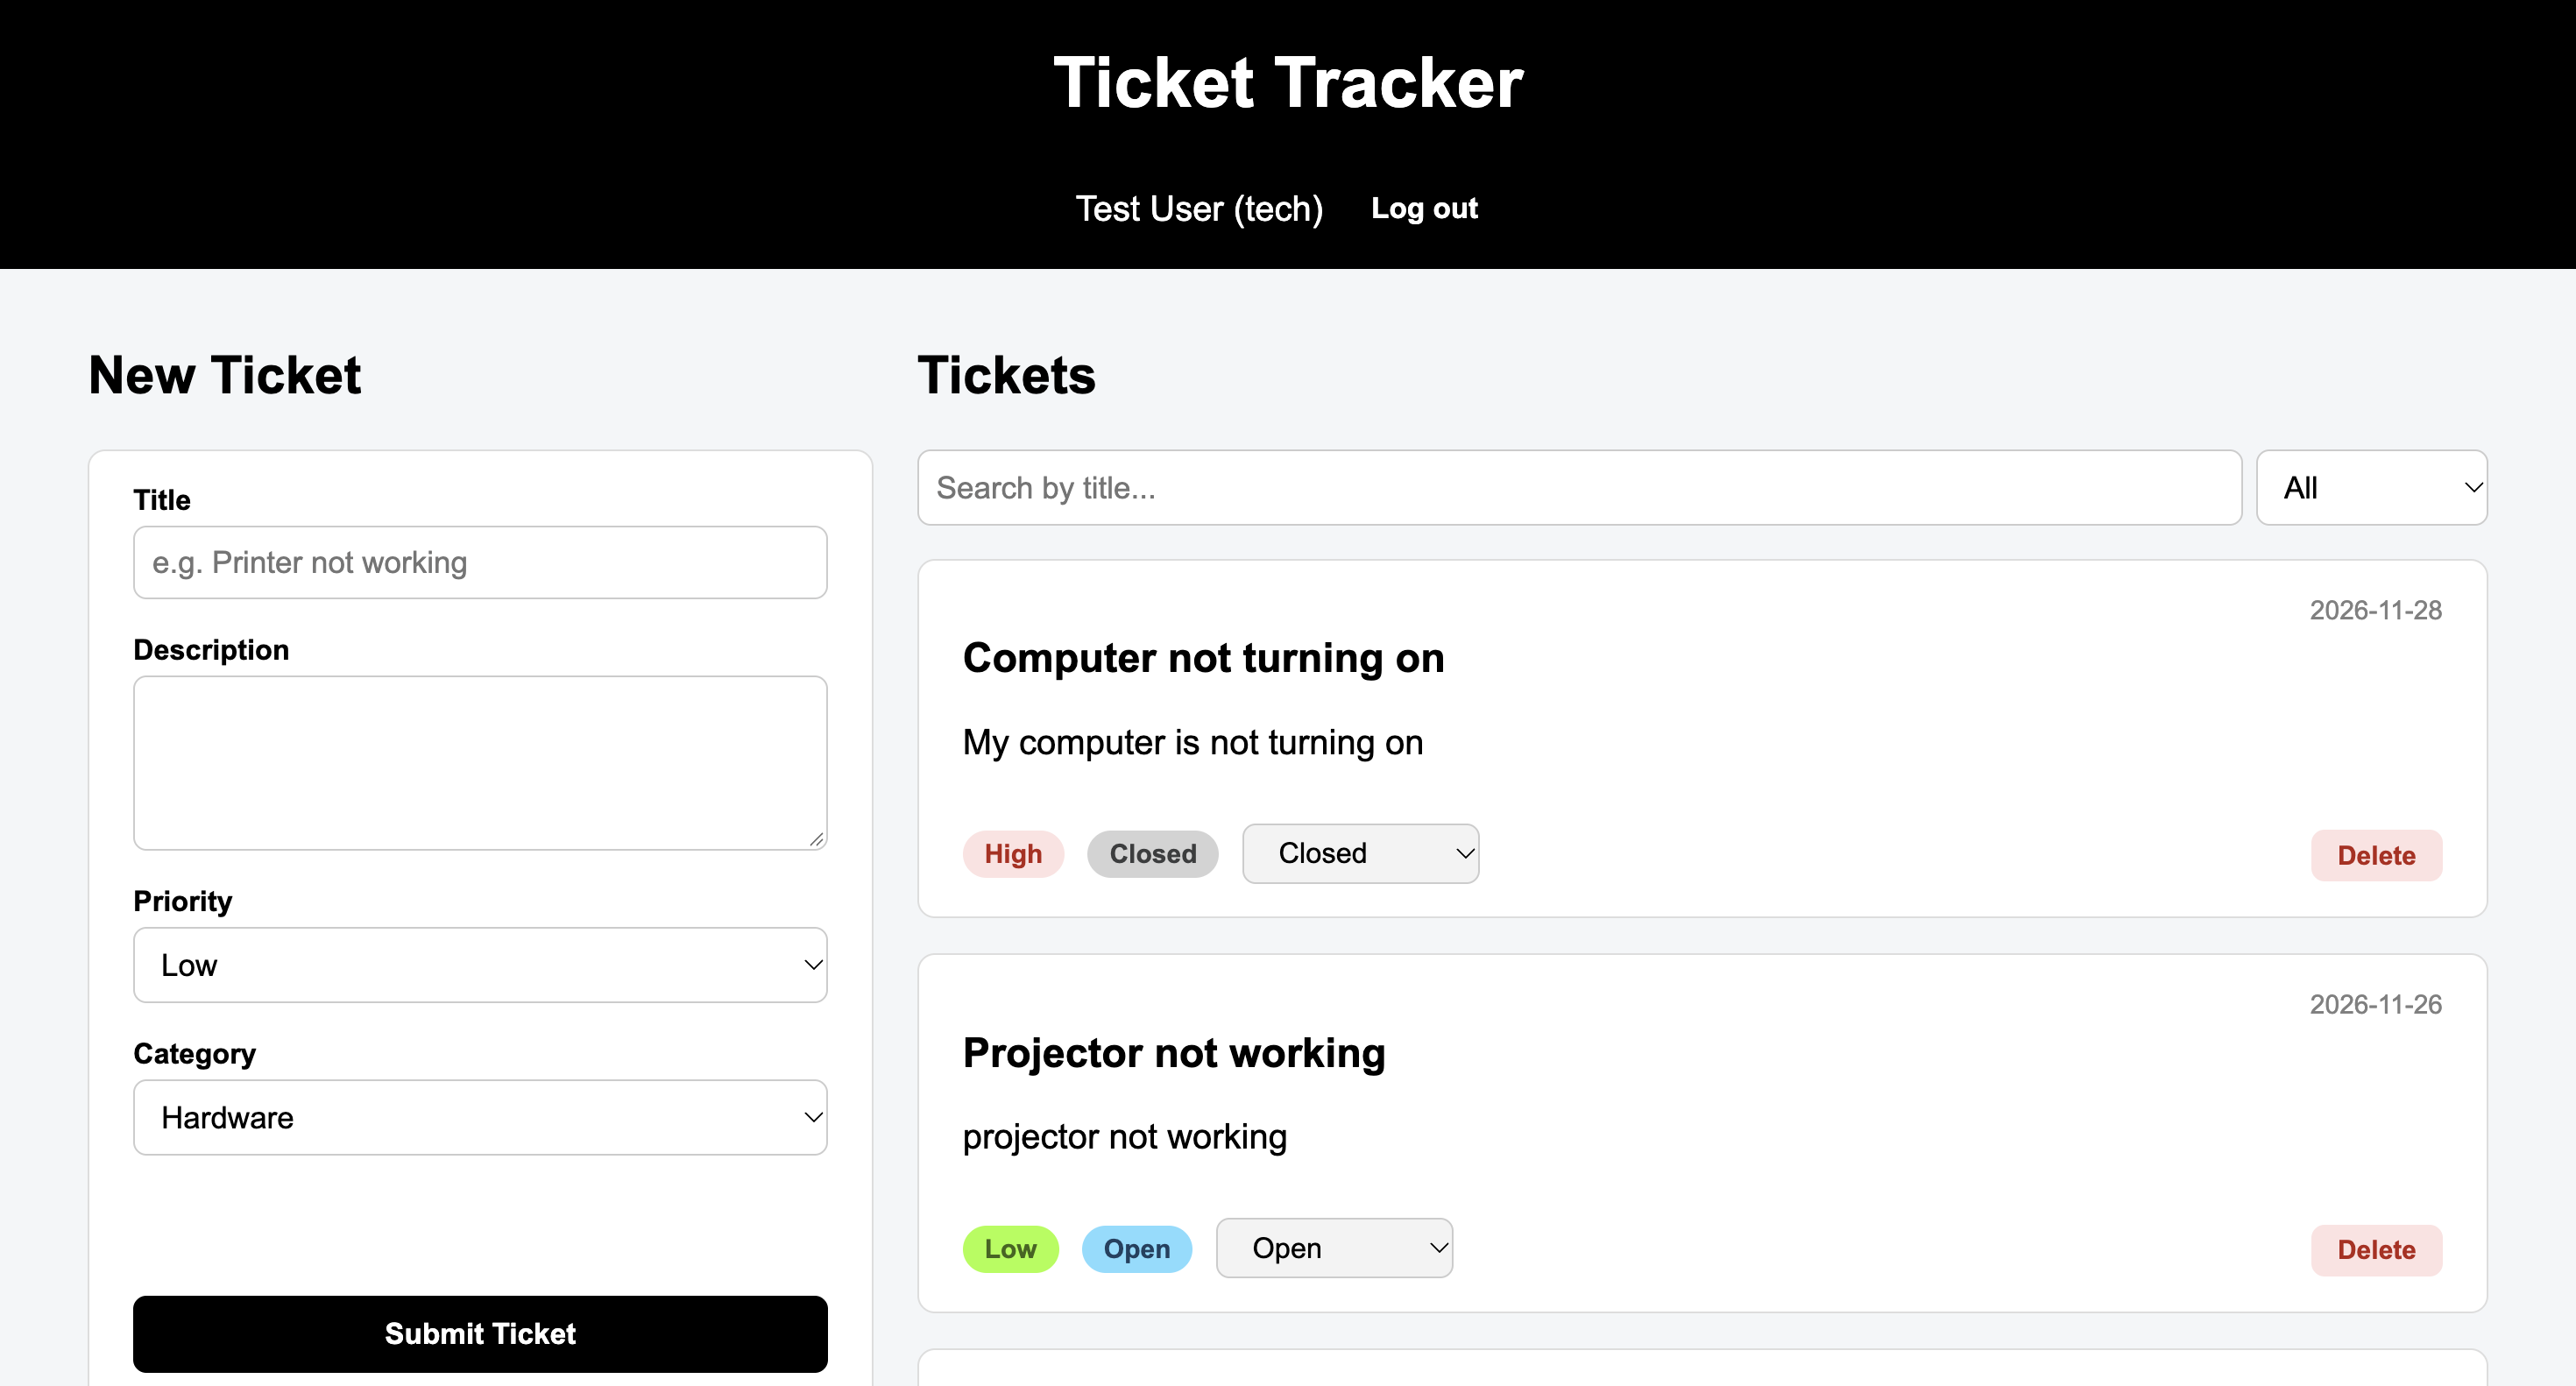 Ticket Tracker
Test User (tech) Log out
New Ticket
Title
e.g. Printer not working
Description
Priority
Low
Category
Hardware
Submit Ticket
Tickets
Search by title...
All
2026-11-28
Computer not turning on
My computer is not turning on
High Closed Closed Delete
2026-11-26
Projector not working
projector not working
Low Open Open Delete